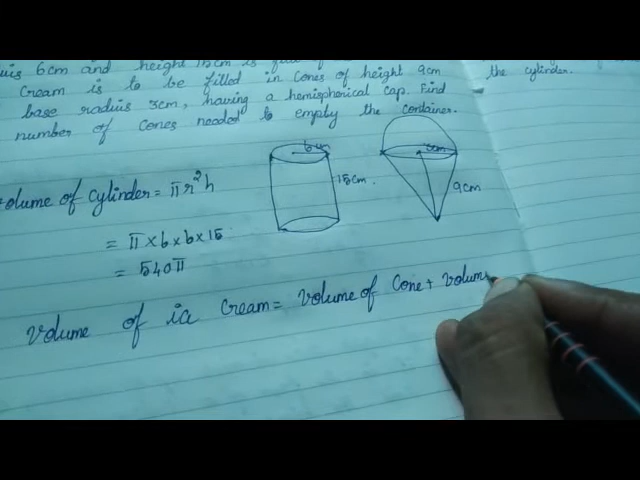 6cm and height 15cm is
the cylinder.
Cream is to be filled in Cones of height 9cm
base radius 3cm, having a hemispherical cap. Find
number of Cones needed to empty the container.
6cm
15cm.
9cm
Volume of cylinder = πr²h
= π×6×6×15
= 540π
Volume of ice Cream = Volume of Cone + Volum